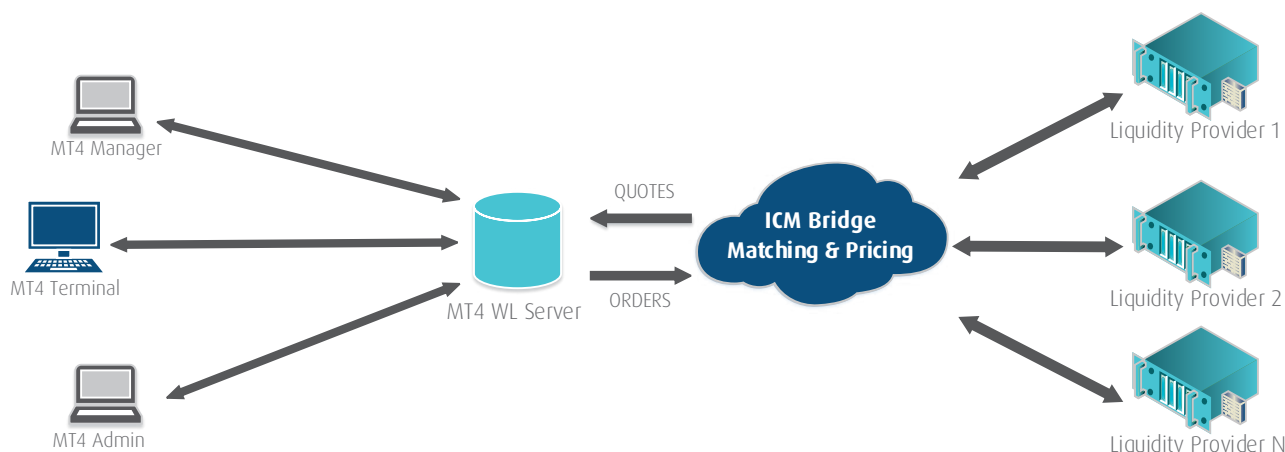 MT4 Manager
MT4 Terminal
MT4 Admin
MT4 WL Server
QUOTES
ORDERS
ICM Bridge
Matching & Pricing
Liquidity Provider 1
Liquidity Provider 2
Liquidity Provider N